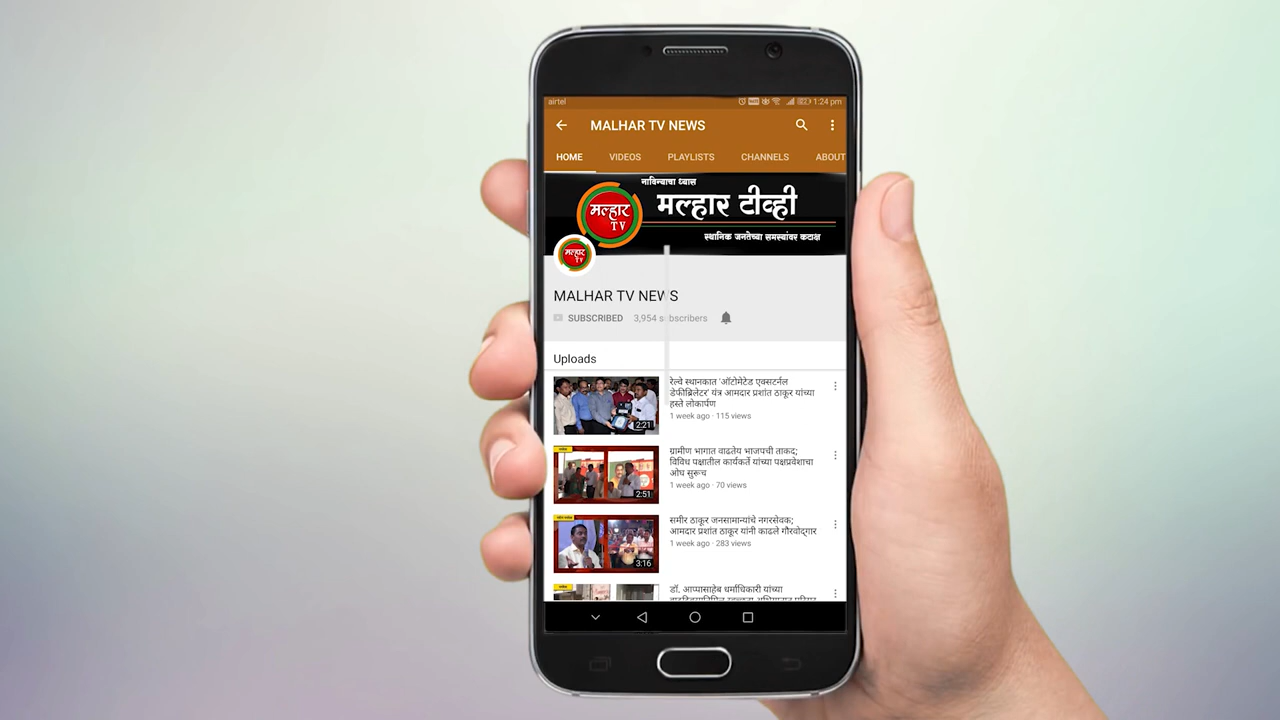 airtel
82
1:24 pm
MALHAR TV NEWS
HOME VIDEOS PLAYLISTS CHANNELS ABOUT
नाविन्याचा ध्यास
मल्हार टीव्ही
स्थानिक जनतेच्या समस्यांवर कटाक्ष
मल्हार
TV
मल्हार
TV
MALHAR TV NEWS
SUBSCRIBED 3,954 subscribers
Uploads
रेल्वे स्थानकात 'ऑटोमेटेड एक्सटर्नल
डेफीब्रिलेटर' यंत्र आमदार प्रशांत ठाकूर यांच्या
हस्ते लोकार्पण
1 week ago · 115 views
2:21
ग्रामीण भागात वाढतेय भाजपची ताकद;
विविध पक्षातील कार्यकर्ते यांच्या पक्षप्रवेशाचा
ओघ सुरूच
1 week ago · 70 views
2:51
समीर ठाकूर जनसामान्यांचे नगरसेवक;
आमदार प्रशांत ठाकूर यांनी काढले गौरवोद्‌गार
1 week ago · 283 views
3:16
डॉ. आप्पासाहेब धर्माधिकारी यांच्या